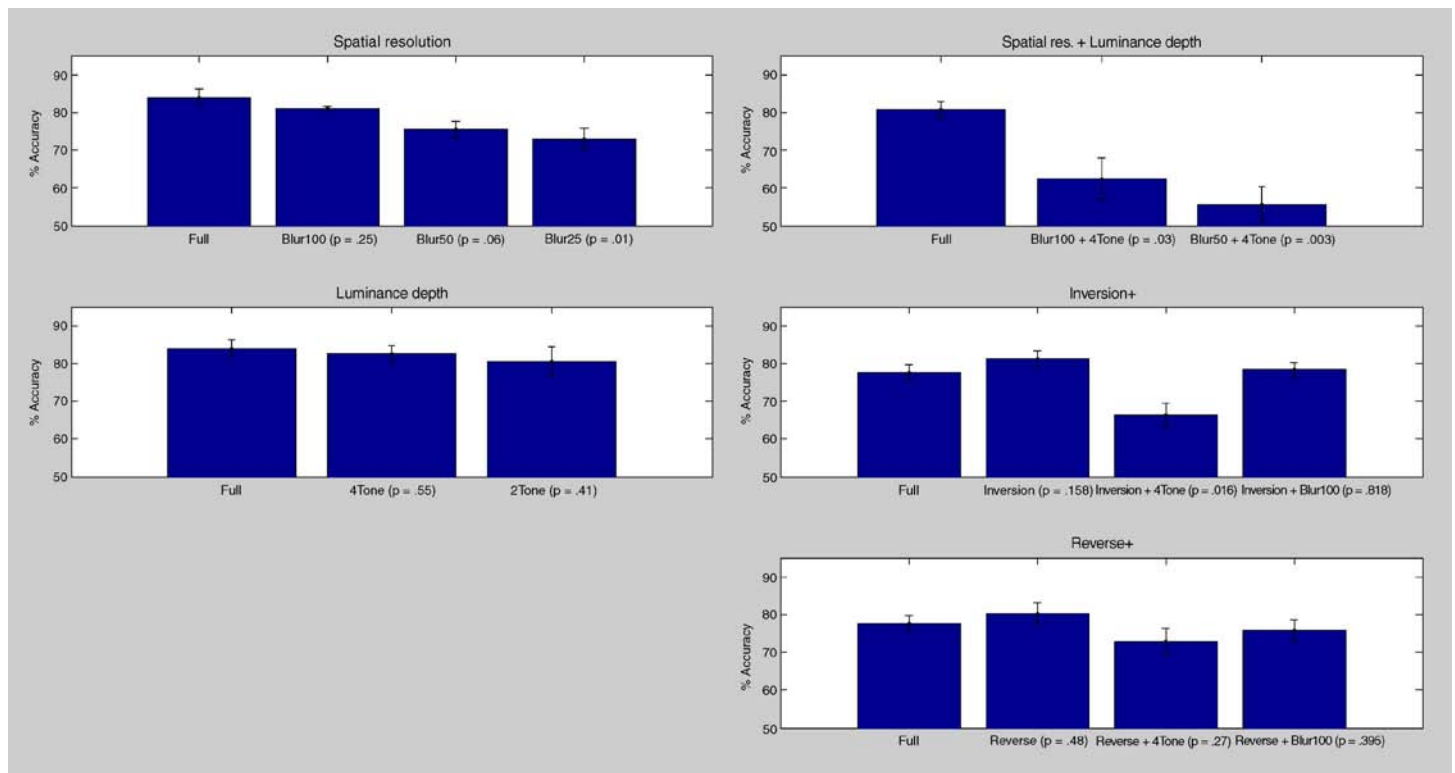 Spatial resolution
% Accuracy
90
80
70
60
50
Full Blur100 (p = .25) Blur50 (p = .06) Blur25 (p = .01)
Spatial res. + Luminance depth
% Accuracy
90
80
70
60
50
Full Blur100 + 4Tone (p = .03) Blur50 + 4Tone (p = .003)
Luminance depth
% Accuracy
90
80
70
60
50
Full 4Tone (p = .55) 2Tone (p = .41)
Inversion+
% Accuracy
90
80
70
60
50
Full Inversion (p = .158) Inversion + 4Tone (p = .016) Inversion + Blur100 (p = .818)
Reverse+
% Accuracy
90
80
70
60
50
Full Reverse (p = .48) Reverse + 4Tone (p = .27) Reverse + Blur100 (p = .395)